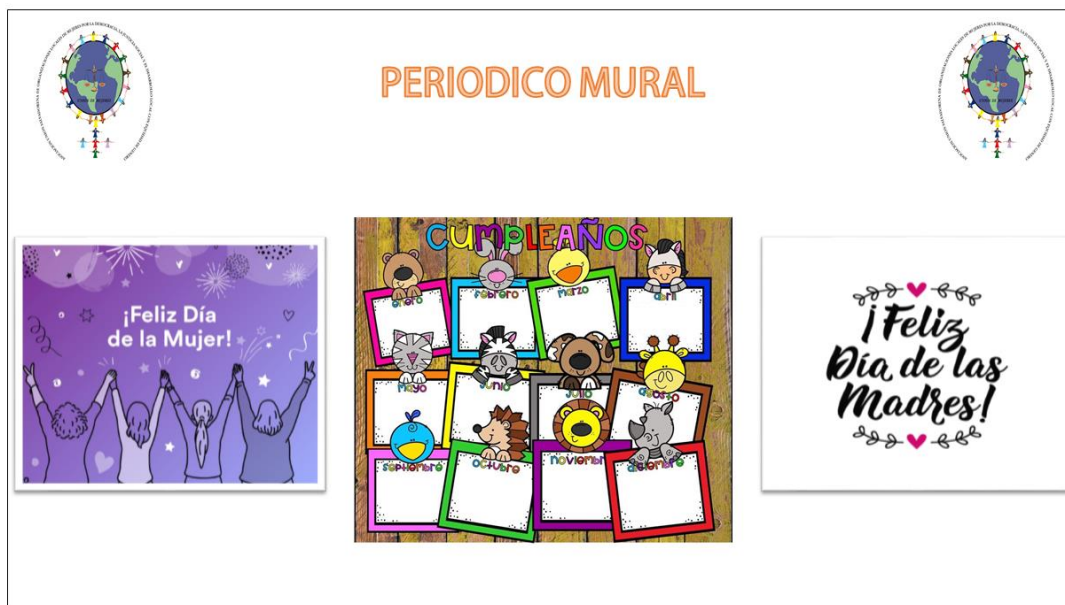 PERIODICO MURAL
¡Feliz Día
de la Mujer!
CUMPLEAÑOS
enero
febrero
marzo
abril
mayo
junio
julio
agosto
septiembre
octubre
noviembre
diciembre
¡Feliz
Día de las
Madres!